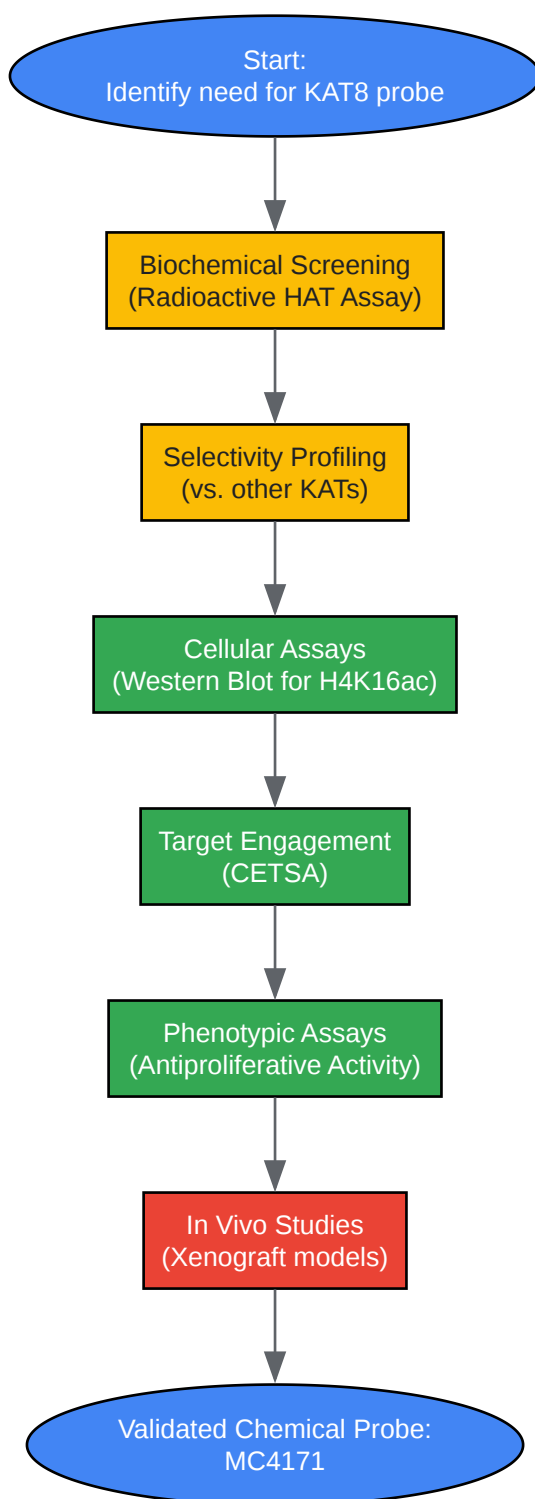 Start:
Identify need for KAT8 probe
Biochemical Screening
(Radioactive HAT Assay)
Selectivity Profiling
(vs. other KATs)
Cellular Assays
(Western Blot for H4K16ac)
Target Engagement
(CETSA)
Phenotypic Assays
(Antiproliferative Activity)
In Vivo Studies
(Xenograft models)
Validated Chemical Probe:
MC4171